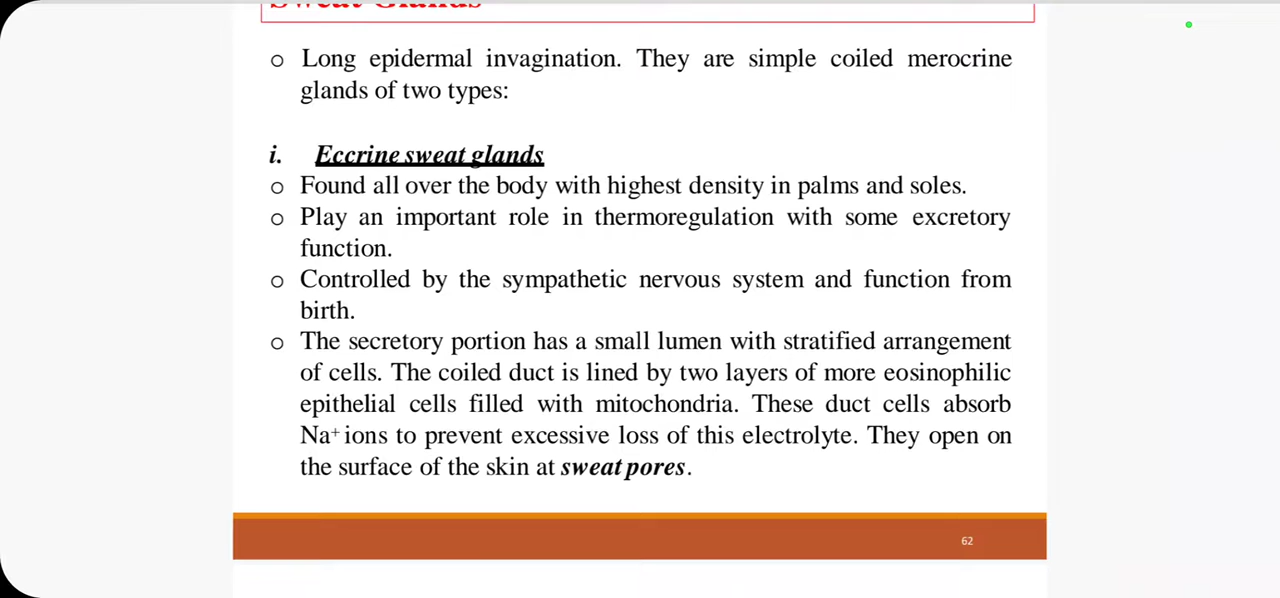 Sweat Glands
o Long epidermal invagination. They are simple coiled merocrine
glands of two types:
i. Eccrine sweat glands
o Found all over the body with highest density in palms and soles.
o Play an important role in thermoregulation with some excretory
function.
o Controlled by the sympathetic nervous system and function from
birth.
o The secretory portion has a small lumen with stratified arrangement
of cells. The coiled duct is lined by two layers of more eosinophilic
epithelial cells filled with mitochondria. These duct cells absorb
Na+ ions to prevent excessive loss of this electrolyte. They open on
the surface of the skin at sweat pores.
62